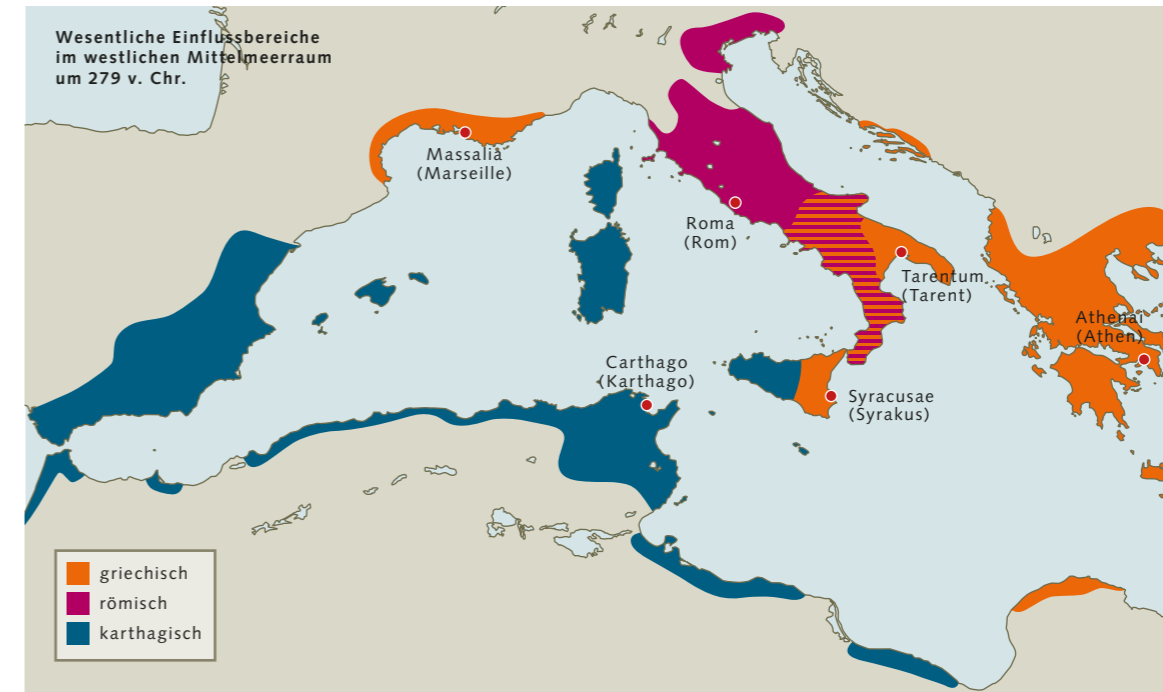 Wesentliche Einflussbereiche
im westlichen Mittelmeerraum
um 279 v. Chr.
Massalia
(Marseille)
Roma
(Rom)
Tarentum
(Tarent)
Athenai
(Athen)
Carthago
(Karthago)
Syracusae
(Syrakus)
griechisch
römisch
karthagisch